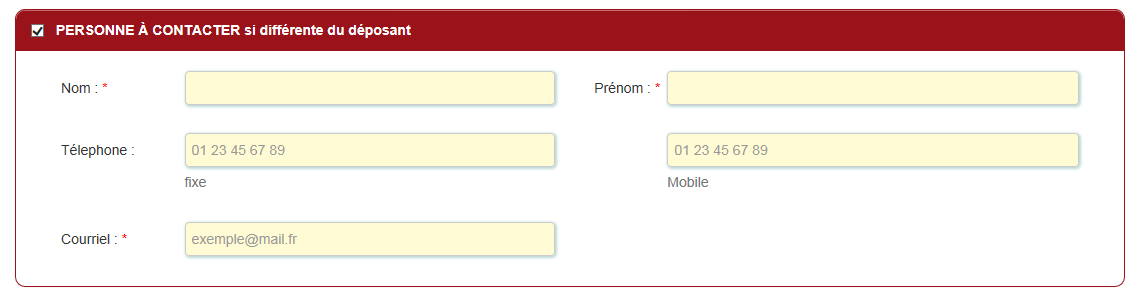 PERSONNE À CONTACTER si différente du déposant
Nom : * Prénom : *
Télephone : 01 23 45 67 89 01 23 45 67 89
fixe Mobile
Courriel : * exemple@mail.fr